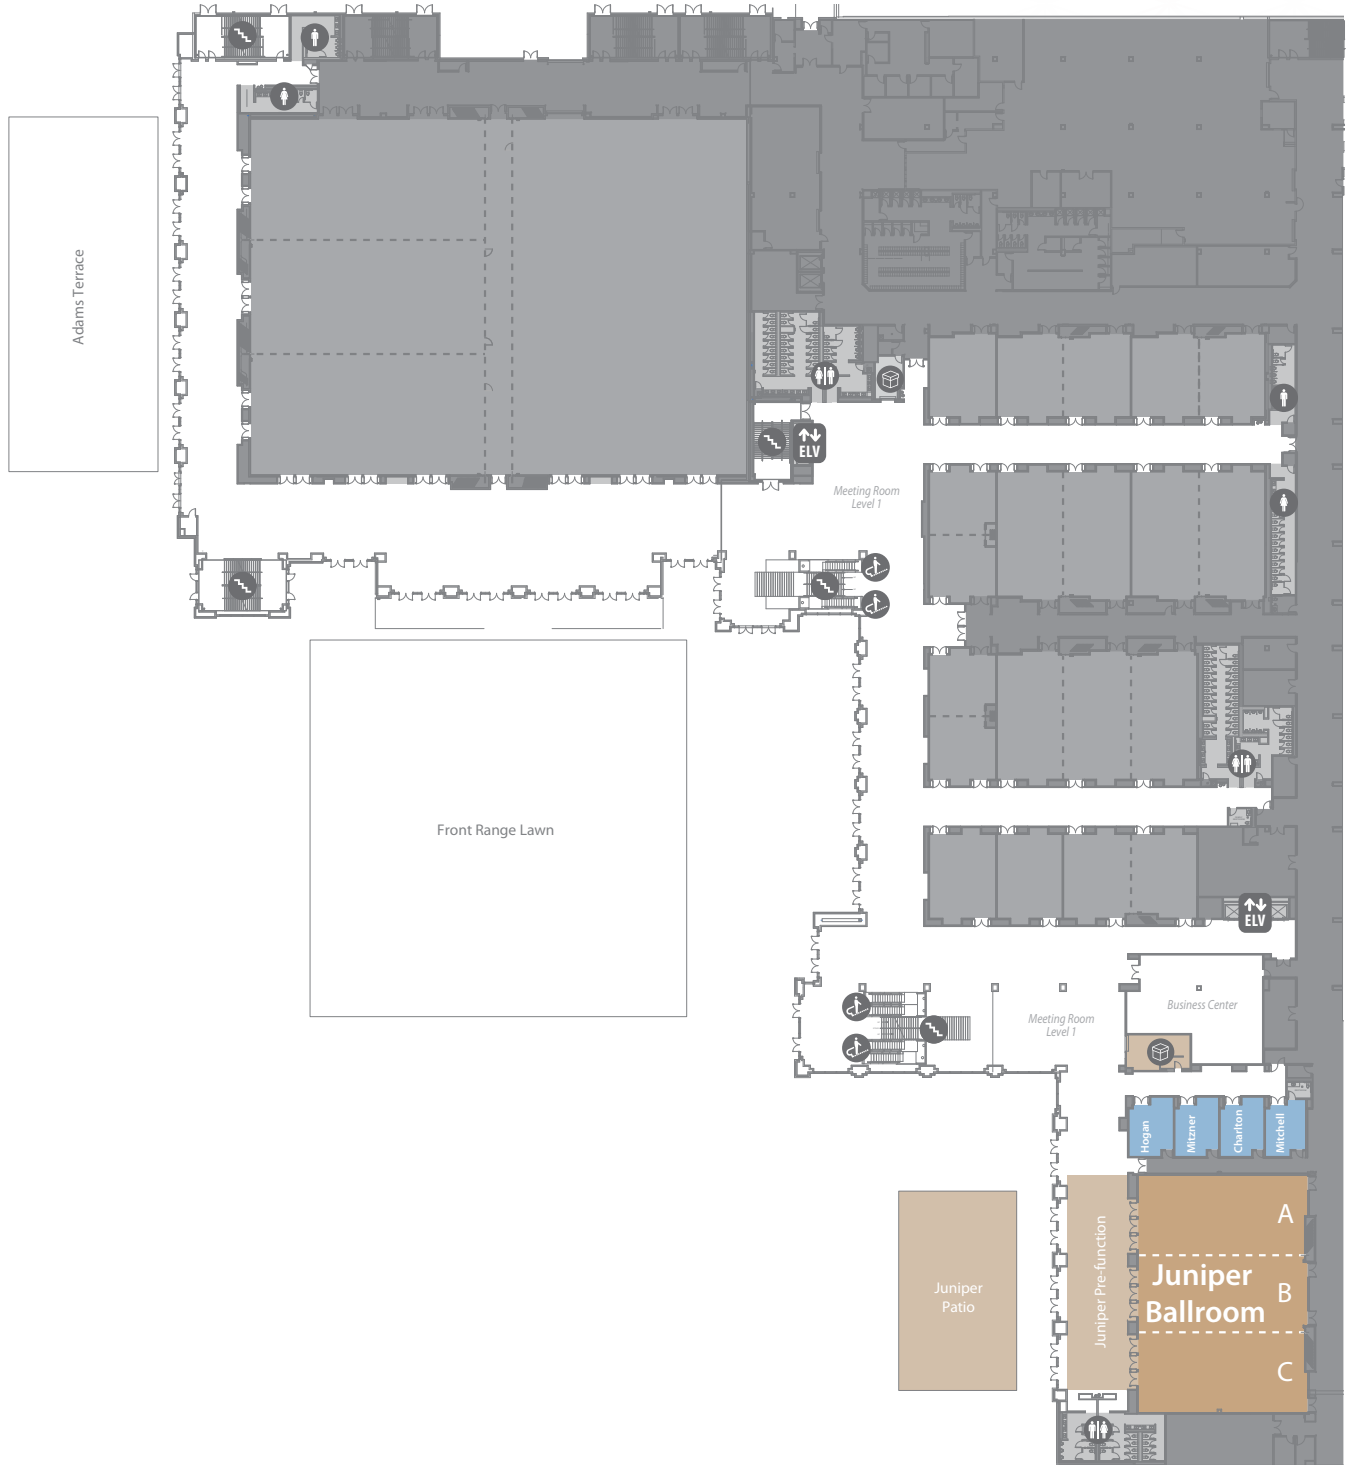 Adams Terrace
ELV
Meeting Room
Level 1
Front Range Lawn
ELV
Business Center
Meeting Room
Level 1
Hogan
Mitzner
Charlton
Mitchell
A
Juniper Pre-function
Juniper
Ballroom
B
Juniper
Patio
C